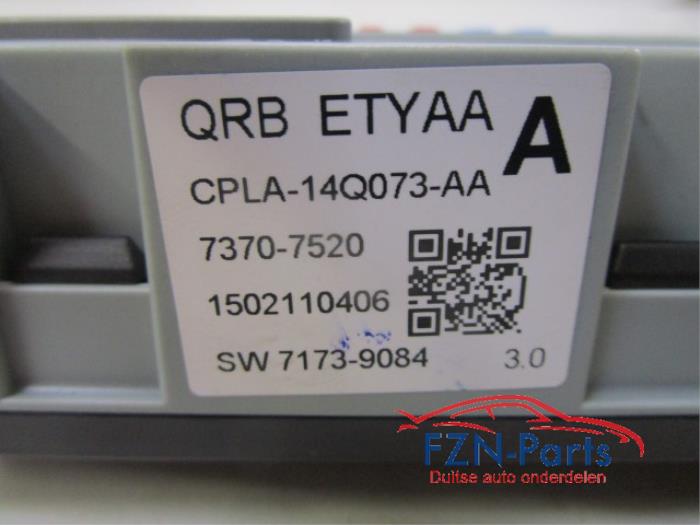 QRB ETYAA A
CPLA-14Q073-AA
7370-7520
1502110406
SW 7173-9084 3.0
FZN-Parts
Duitse auto onderdelen